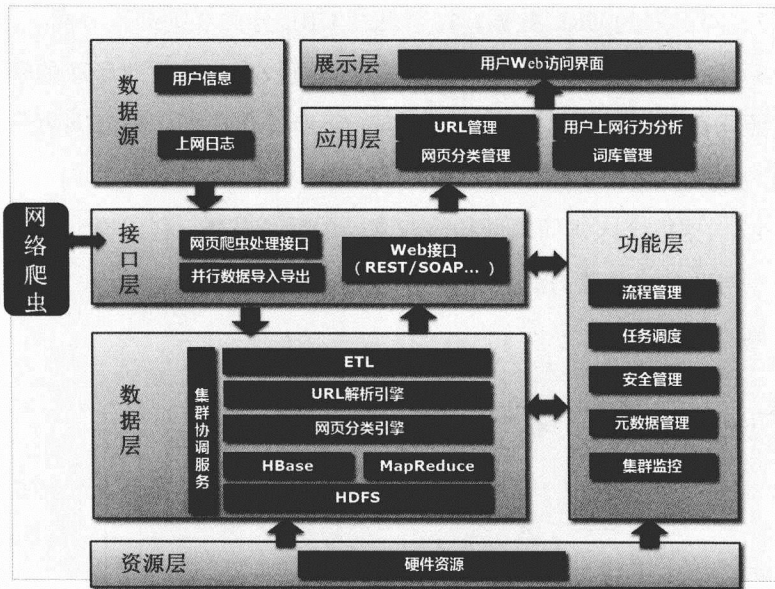 数据源
用户信息
上网日志
展示层
用户Web访问界面
应用层
URL管理
用户上网行为分析
网页分类管理
词库管理
网络爬虫
接口层
网页爬虫处理接口
并行数据导入导出
Web接口
（REST/SOAP...）
功能层
流程管理
任务调度
安全管理
元数据管理
集群监控
数据层
集群协调服务
ETL
URL解析引擎
网页分类引擎
HBase
MapReduce
HDFS
资源层
硬件资源